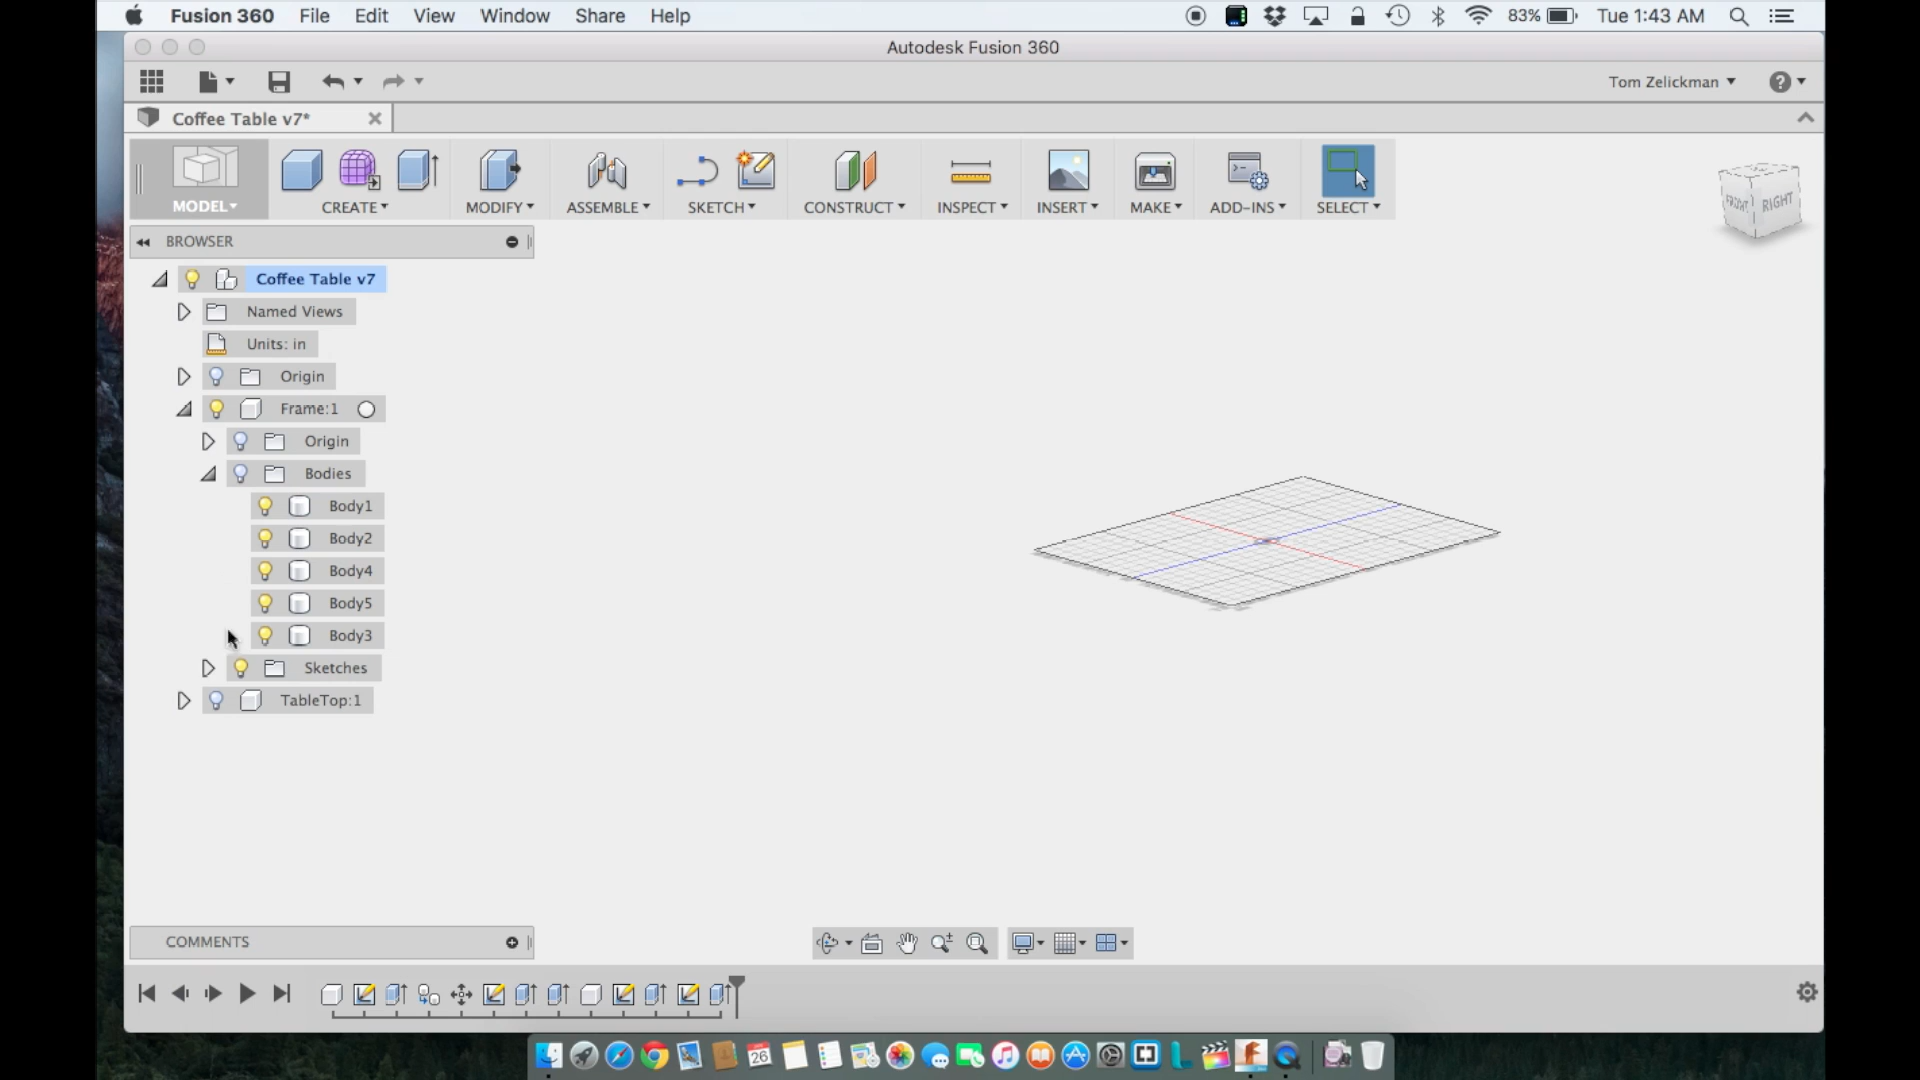 Fusion 360 File Edit View Window Share Help 83% Tue 1:43 AM
Autodesk Fusion 360
Tom Zelickman
Coffee Table v7*
MODEL CREATE MODIFY ASSEMBLE SKETCH CONSTRUCT INSPECT INSERT MAKE ADD-INS SELECT
FRONT RIGHT
BROWSER
Coffee Table v7
Named Views
Units: in
Origin
Frame:1
Origin
Bodies
Body1
Body2
Body4
Body5
Body3
Sketches
TableTop:1
COMMENTS
26